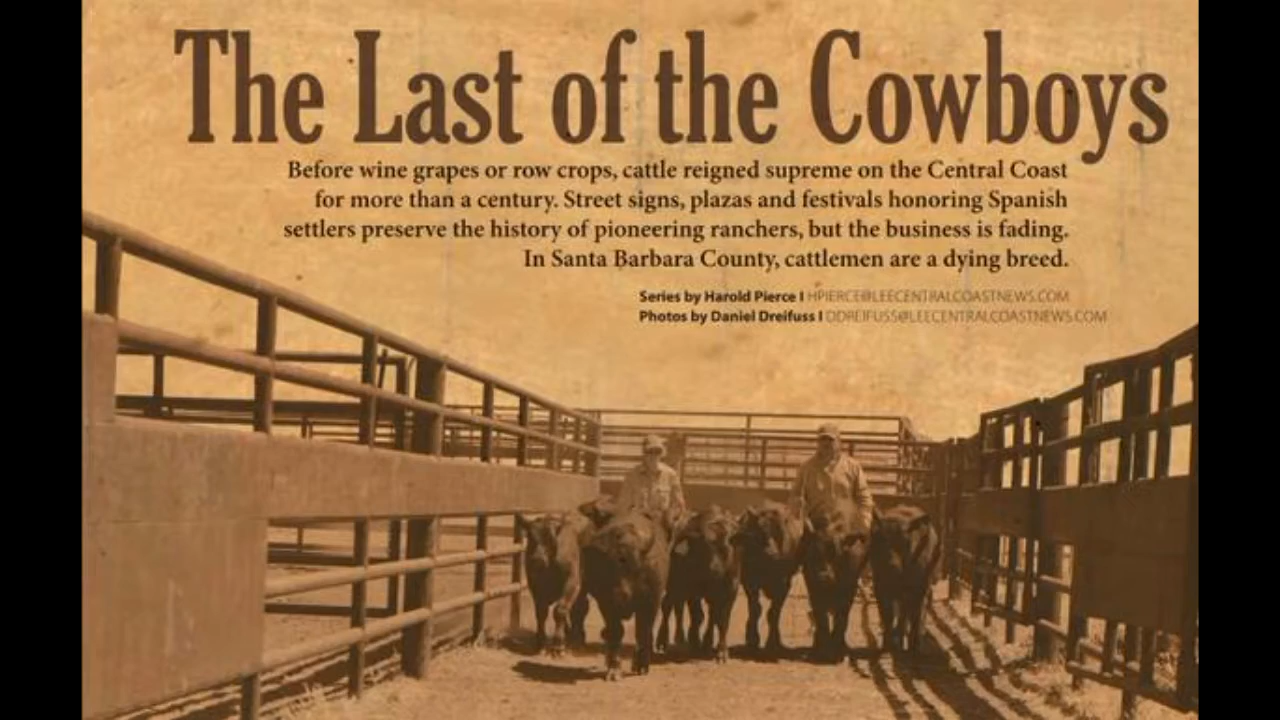 The Last of the Cowboys
Before wine grapes or row crops, cattle reigned supreme on the Central Coast
for more than a century. Street signs, plazas and festivals honoring Spanish
settlers preserve the history of pioneering ranchers, but the business is fading.
In Santa Barbara County, cattlemen are a dying breed.
Series by Harold Pierce I HPIERCE@LEECENTRALCOASTNEWS.COM
Photos by Daniel Dreifuss I DDREIFUSS@LEECENTRALCOASTNEWS.COM